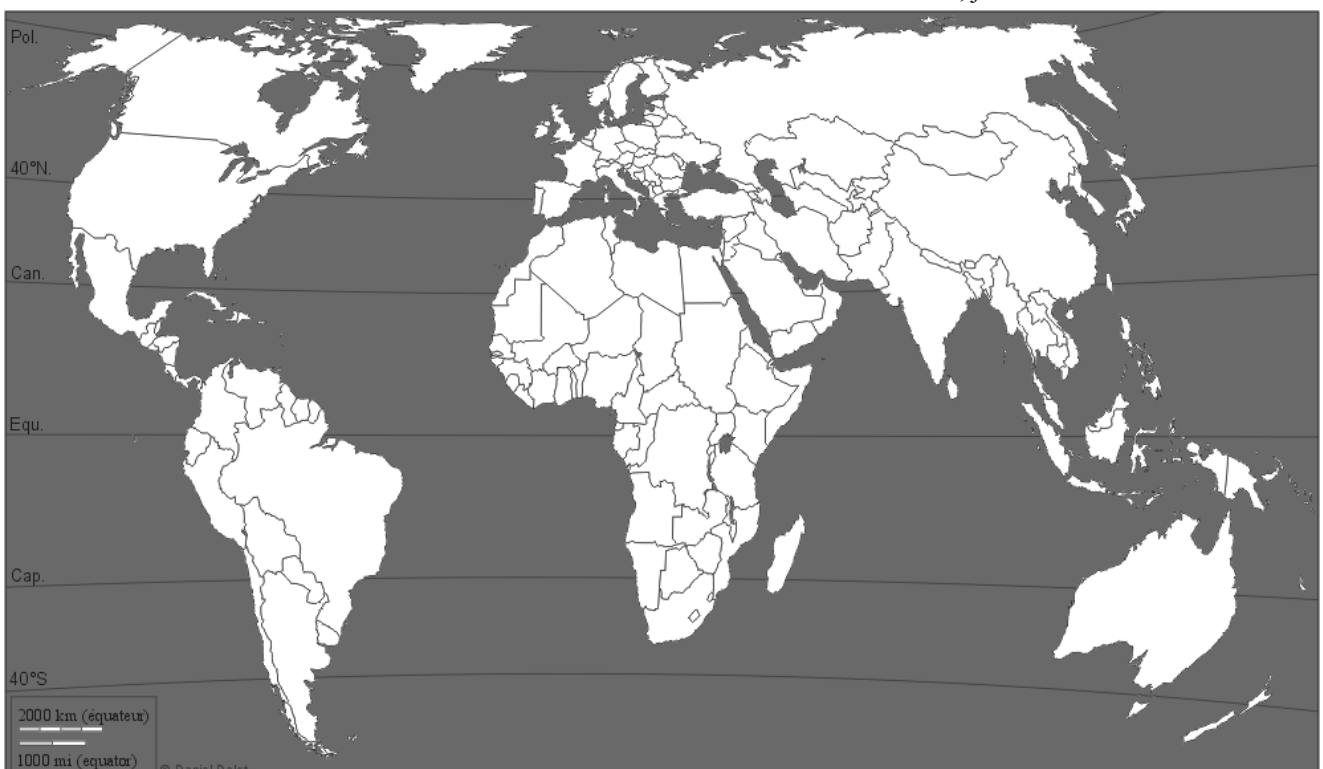 Pol.
40°N.
Can.
Equ.
Cap.
40°S
2000 km (équateur)
1000 mi (equator)